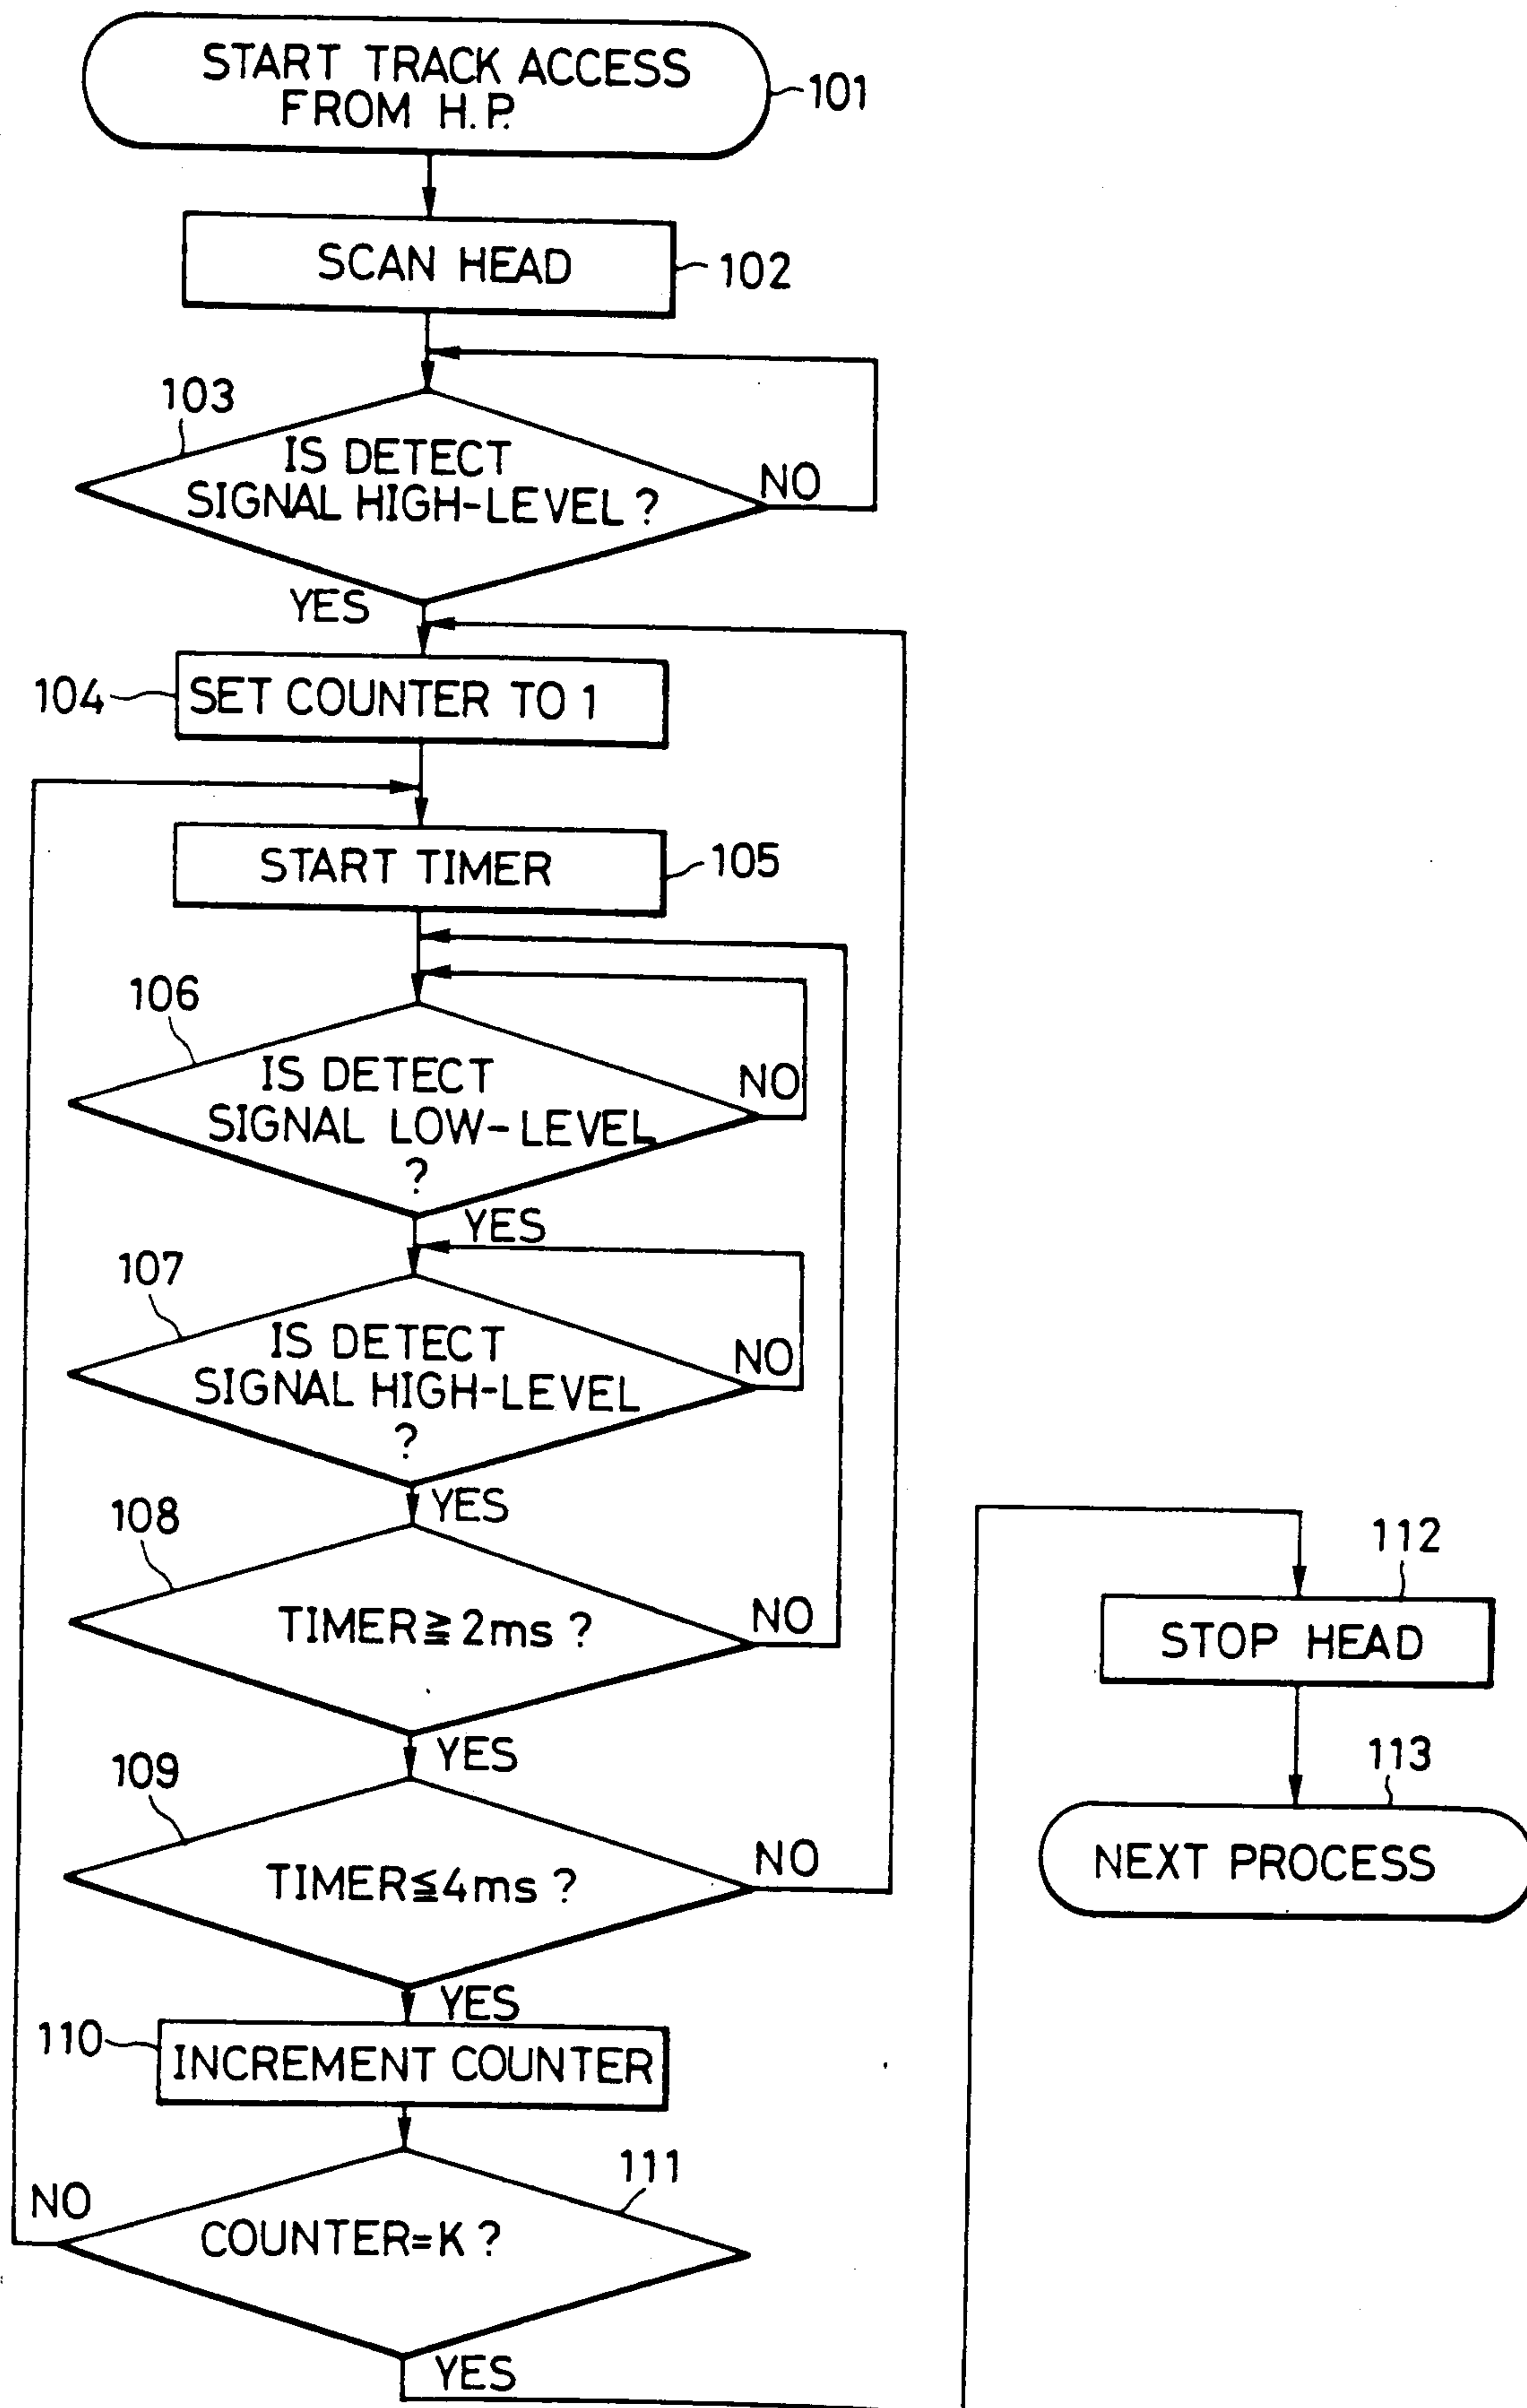 START TRACK ACCESS
FROM H.P.
101
SCAN HEAD
102
103
IS DETECT
SIGNAL HIGH-LEVEL ?
NO
YES
104
SET COUNTER TO 1
START TIMER
105
106
IS DETECT
SIGNAL LOW-LEVEL
?
NO
YES
107
IS DETECT
SIGNAL HIGH-LEVEL
?
NO
YES
108
TIMER≧2ms ?
NO
YES
109
TIMER≦4ms ?
NO
YES
110
INCREMENT COUNTER
111
NO
COUNTER=K ?
YES
112
STOP HEAD
113
NEXT PROCESS